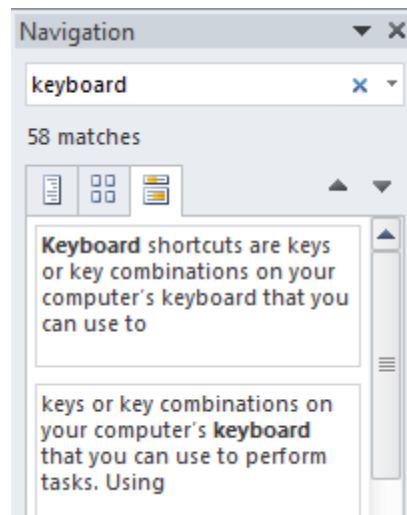 Navigation
keyboard
58 matches
Keyboard shortcuts are keys
or key combinations on your
computer's keyboard that you
can use to
keys or key combinations on
your computer's keyboard
that you can use to perform
tasks. Using